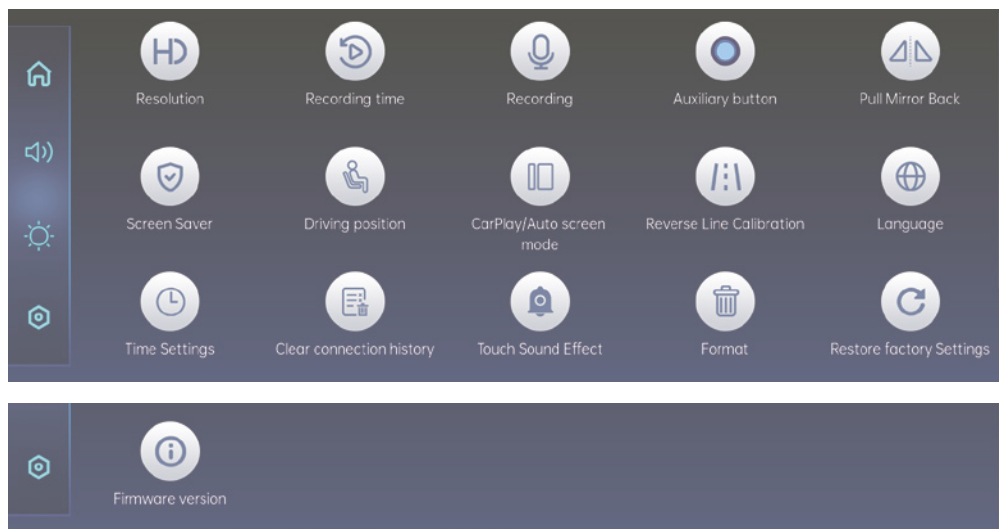 HD
Resolution
Recording time
Recording
Auxiliary button
Pull Mirror Back
Screen Saver
Driving position
CarPlay/Auto screen
mode
Reverse Line Calibration
Language
Time Settings
Clear connection history
Touch Sound Effect
Format
Restore factory Settings
Firmware version